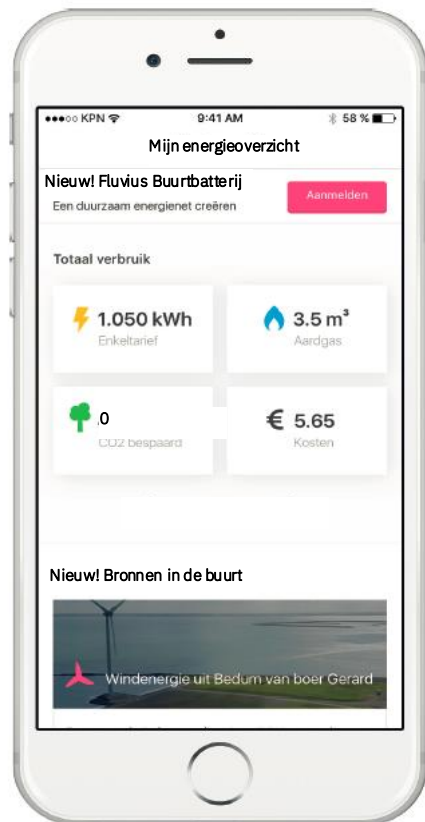 ●●●○○ KPN 9:41 AM 58 %
Mijn energieoverzicht
Nieuw! Fluvius Buurtbatterij
Aanmelden
Een duurzaam energienet creëren
Totaal verbruik
1.050 kWh
Enkeltarief
3.5 m³
Aardgas
,0
CO2 bespaard
€ 5.65
Kosten
Nieuw! Bronnen in de buurt
Windenergie uit Bedum van boer Gerard